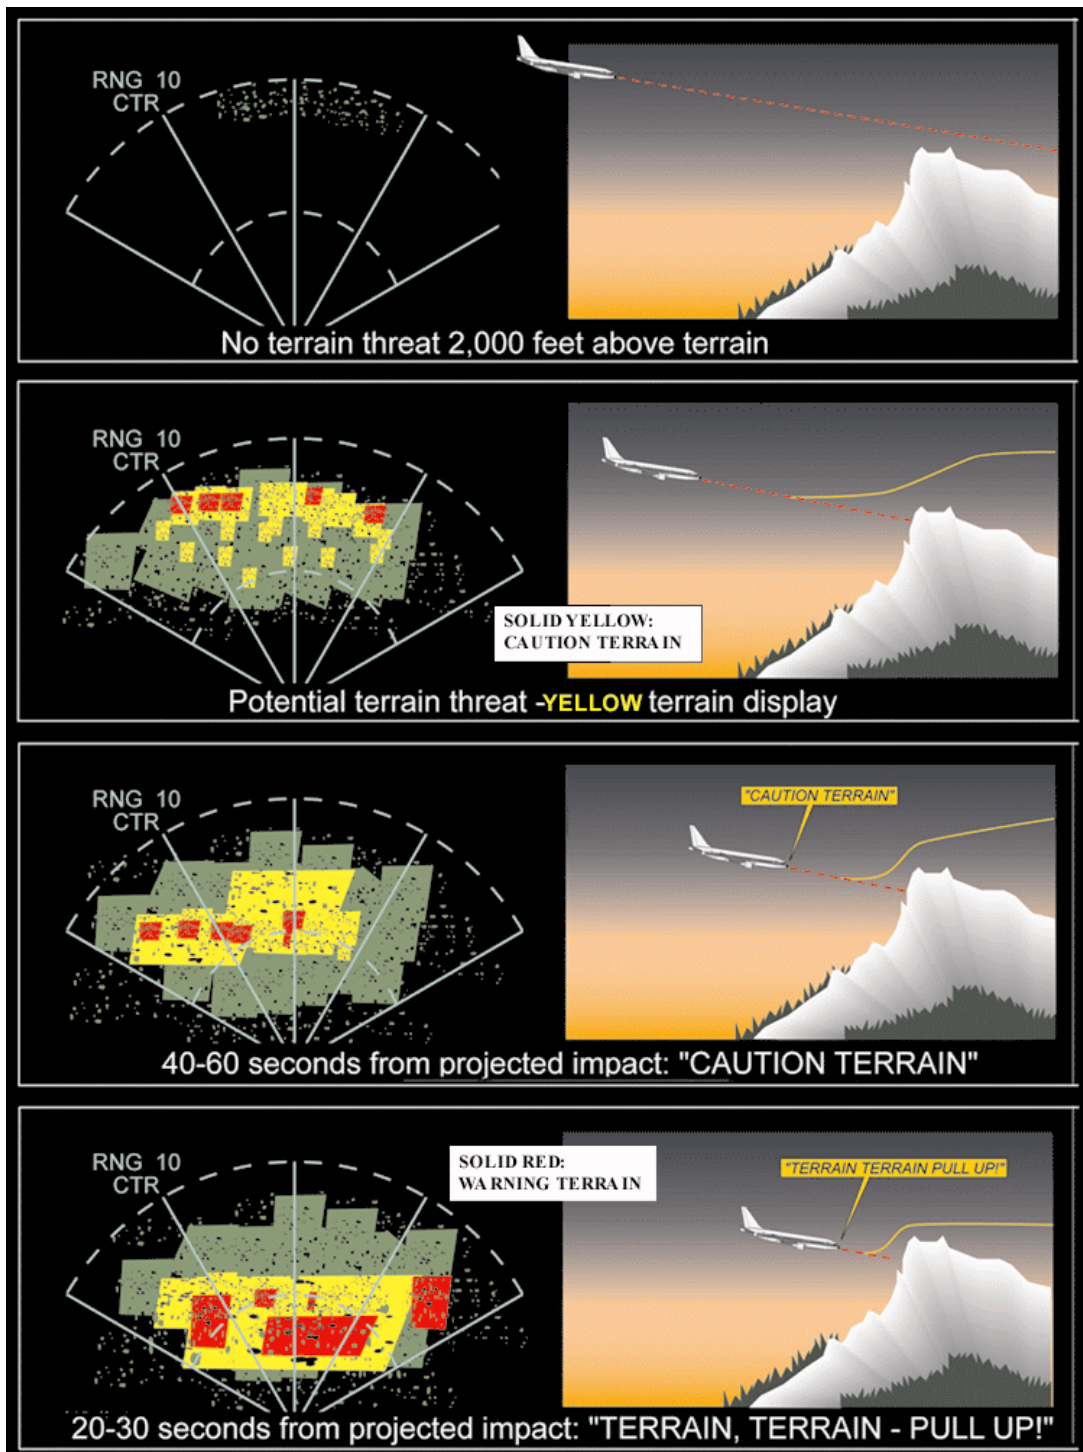 RNG 10
CTR
No terrain threat 2,000 feet above terrain
RNG 10
CTR
SOLID YELLOW:
CAUTION TERRAIN
Potential terrain threat -YELLOW terrain display
RNG 10
CTR
"CAUTION TERRAIN"
40-60 seconds from projected impact: "CAUTION TERRAIN"
RNG 10
CTR
SOLID RED:
WARNING TERRAIN
"TERRAIN TERRAIN PULL UP!"
20-30 seconds from projected impact: "TERRAIN, TERRAIN - PULL UP!"